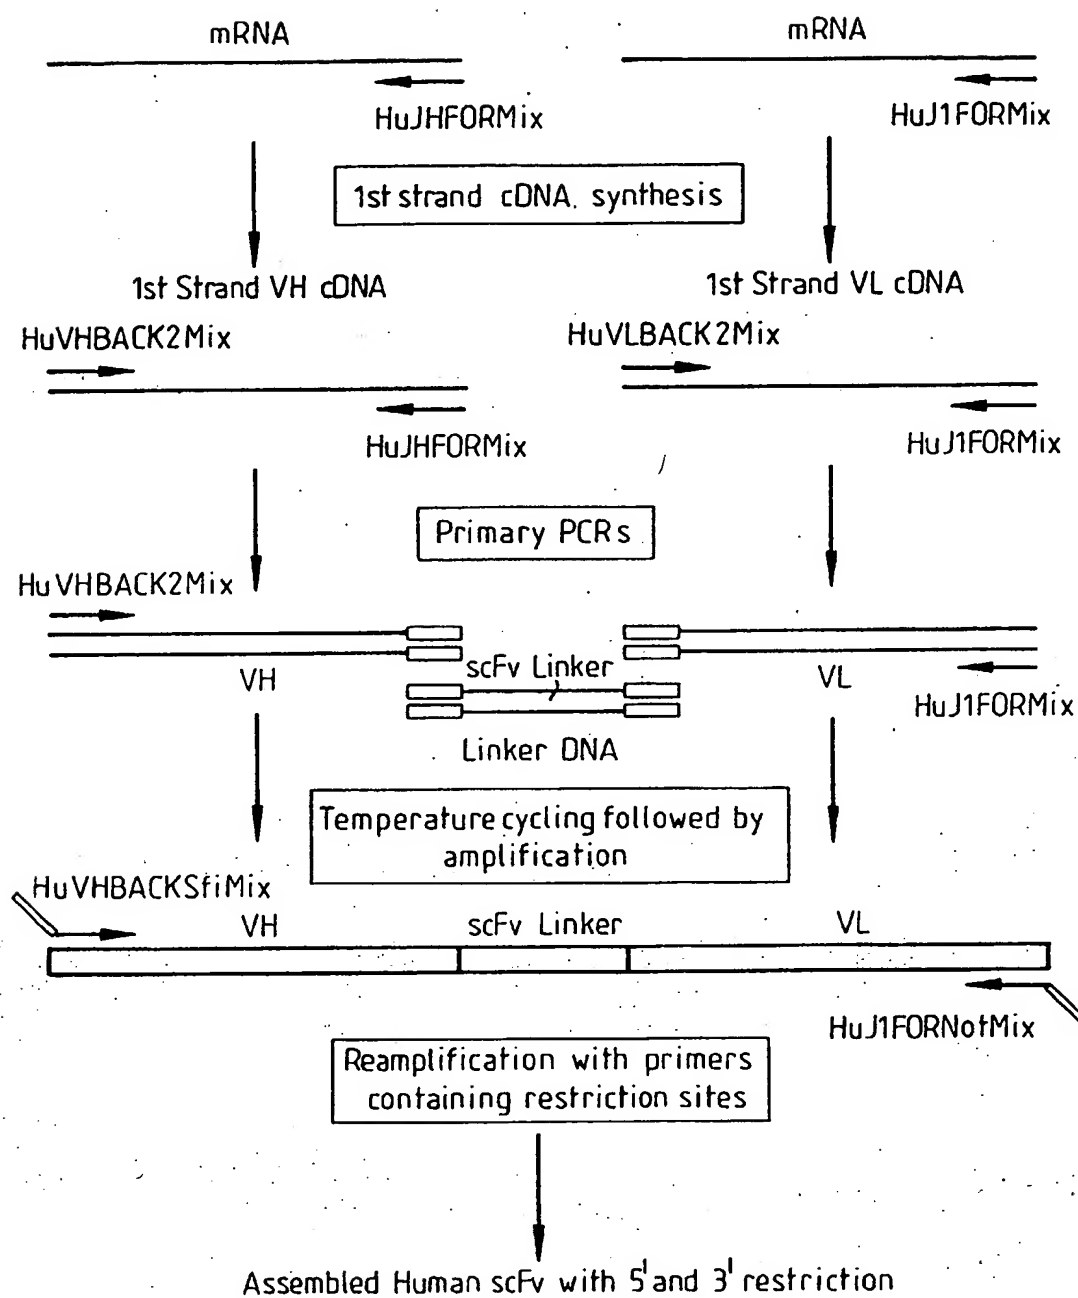 mRNA
mRNA
HuJHFORMix
HuJ1FORMix
1st strand cDNA. synthesis
1st Strand VH cDNA
1st Strand VL cDNA
HuVHBACK2Mix
HuVLBACK2Mix
HuJHFORMix
HuJ1FORMix
Primary PCRs
HuVHBACK2Mix
VH
scFv Linker
VL
HuJ1FORMix
Linker DNA
Temperature cycling followed by
amplification
HuVHBACKSfiMix
VH
scFv Linker
VL
HuJ1FORNotMix
Reamplification with primers
containing restriction sites
Assembled Human scFv with 5' and 3' restriction